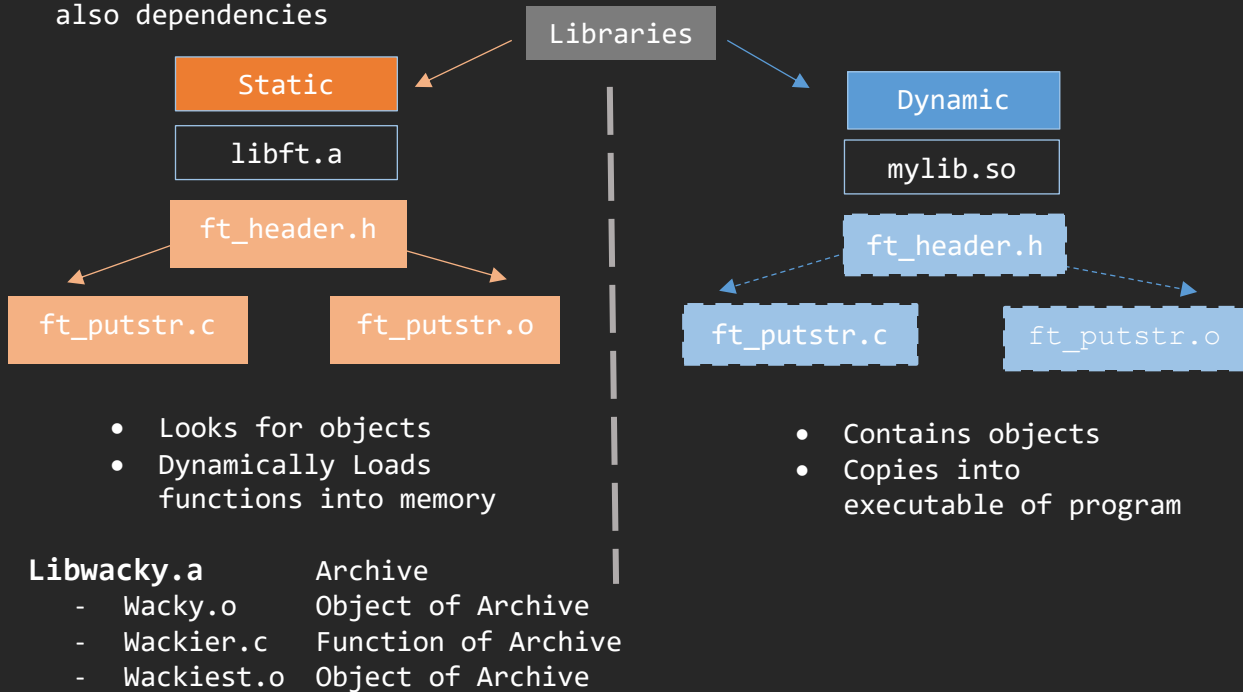 also dependencies
Libraries
Static
Dynamic
libft.a
mylib.so
ft_header.h
ft_header.h
ft_putstr.c
ft_putstr.o
ft_putstr.c
ft_putstr.o
• Looks for objects
• Dynamically Loads
functions into memory
• Contains objects
• Copies into
executable of program
Libwacky.a Archive
- Wacky.o Object of Archive
- Wackier.c Function of Archive
- Wackiest.o Object of Archive